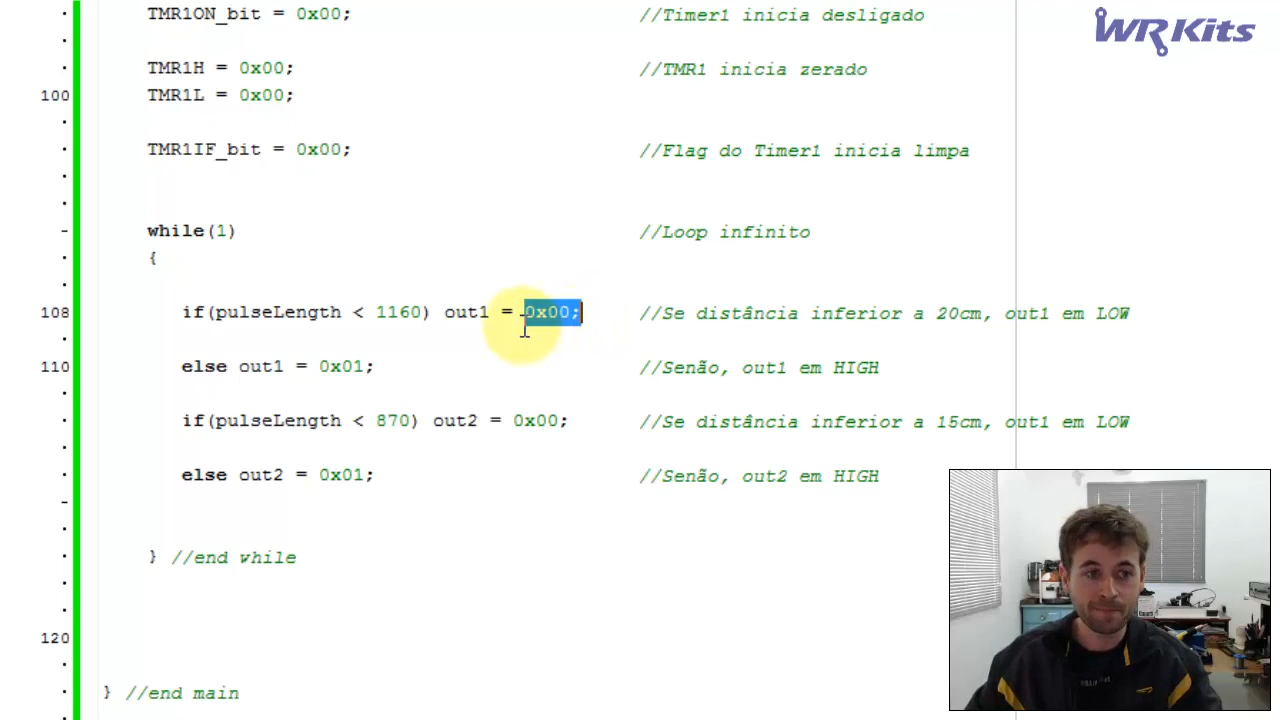 WR Kits
TMR1ON_bit = 0x00; //Timer1 inicia desligado
TMR1H = 0x00; //TMR1 inicia zerado
100 TMR1L = 0x00;
TMR1IF_bit = 0x00; //Flag do Timer1 inicia limpa
while(1) //Loop infinito
{
108 if(pulseLength < 1160) out1 = 0x00; //Se distância inferior a 20cm, out1 em LOW
110 else out1 = 0x01; //Senão, out1 em HIGH
if(pulseLength < 870) out2 = 0x00; //Se distância inferior a 15cm, out1 em LOW
else out2 = 0x01; //Senão, out2 em HIGH
} //end while
120
} //end main